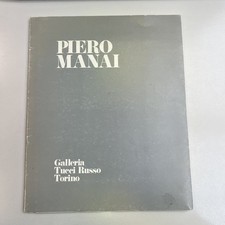 PIERO
MANAI
Galleria
Tucci Russo
Torino